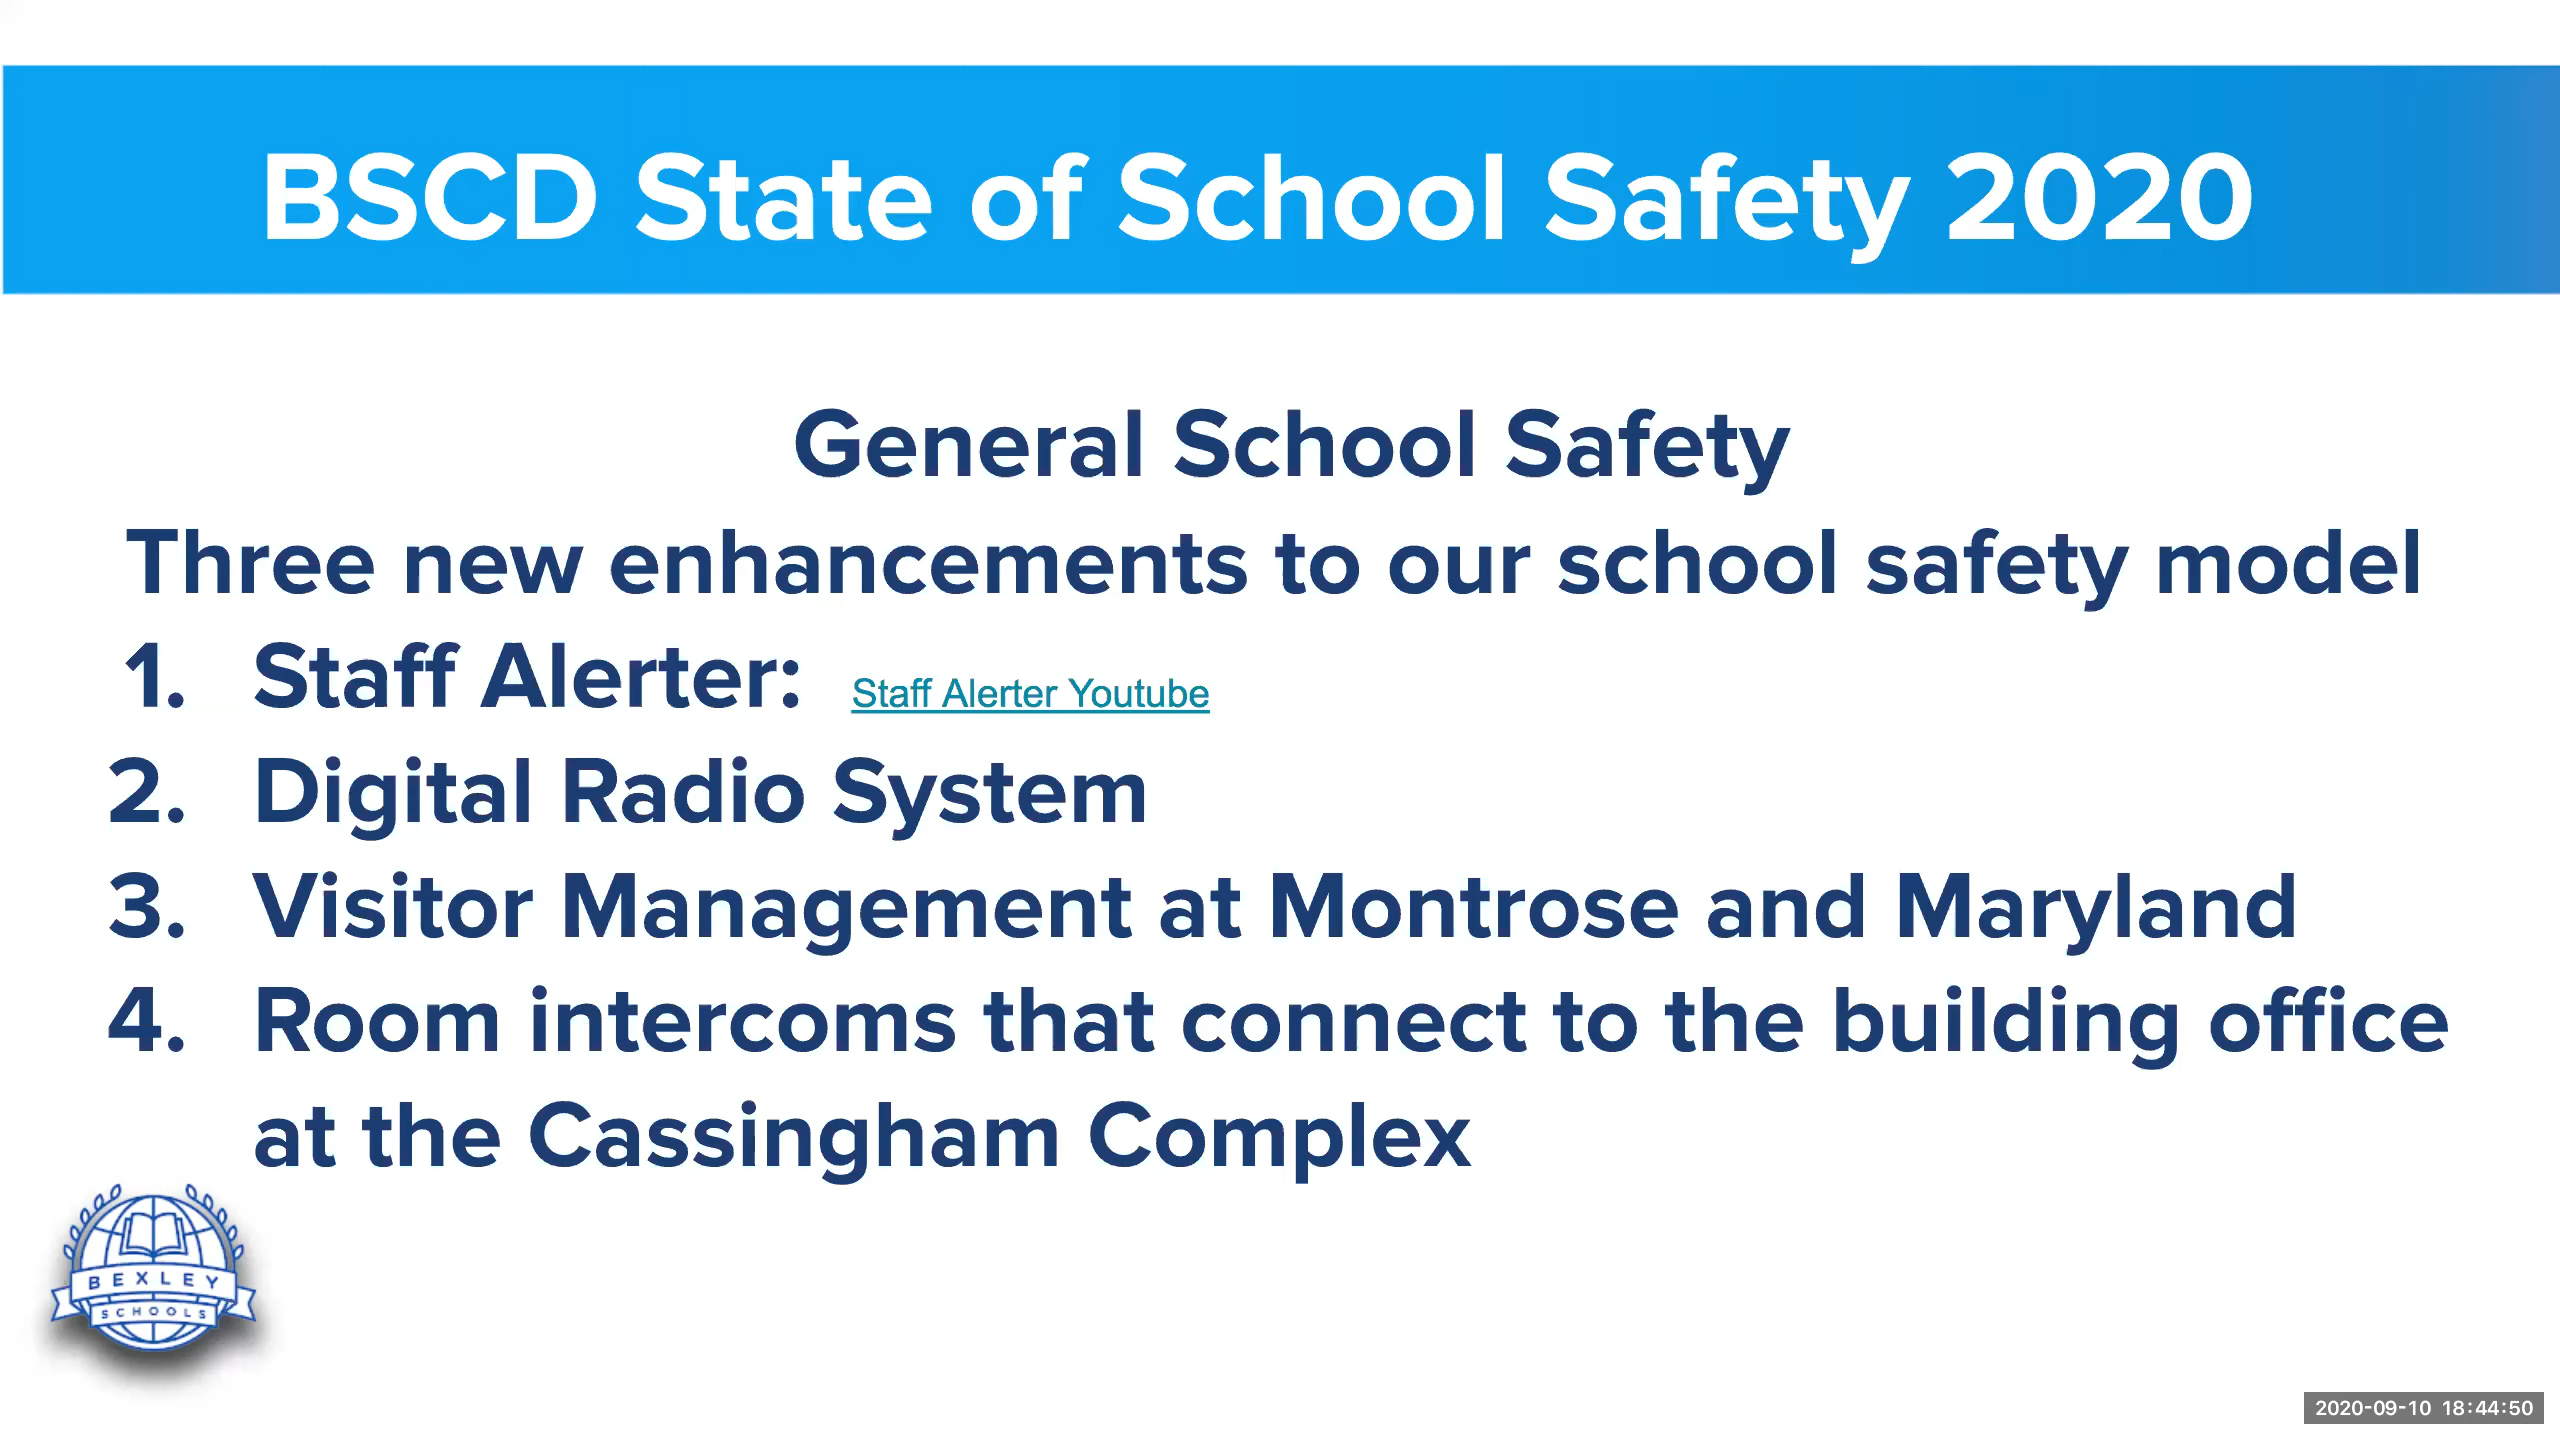 BSCD State of School Safety 2020
General School Safety
Three new enhancements to our school safety model
1. Staff Alerter: Staff Alerter Youtube
2. Digital Radio System
3. Visitor Management at Montrose and Maryland
4. Room intercoms that connect to the building office
at the Cassingham Complex
BEXLEY
SCHOOLS
2020-09-10 18:44:50